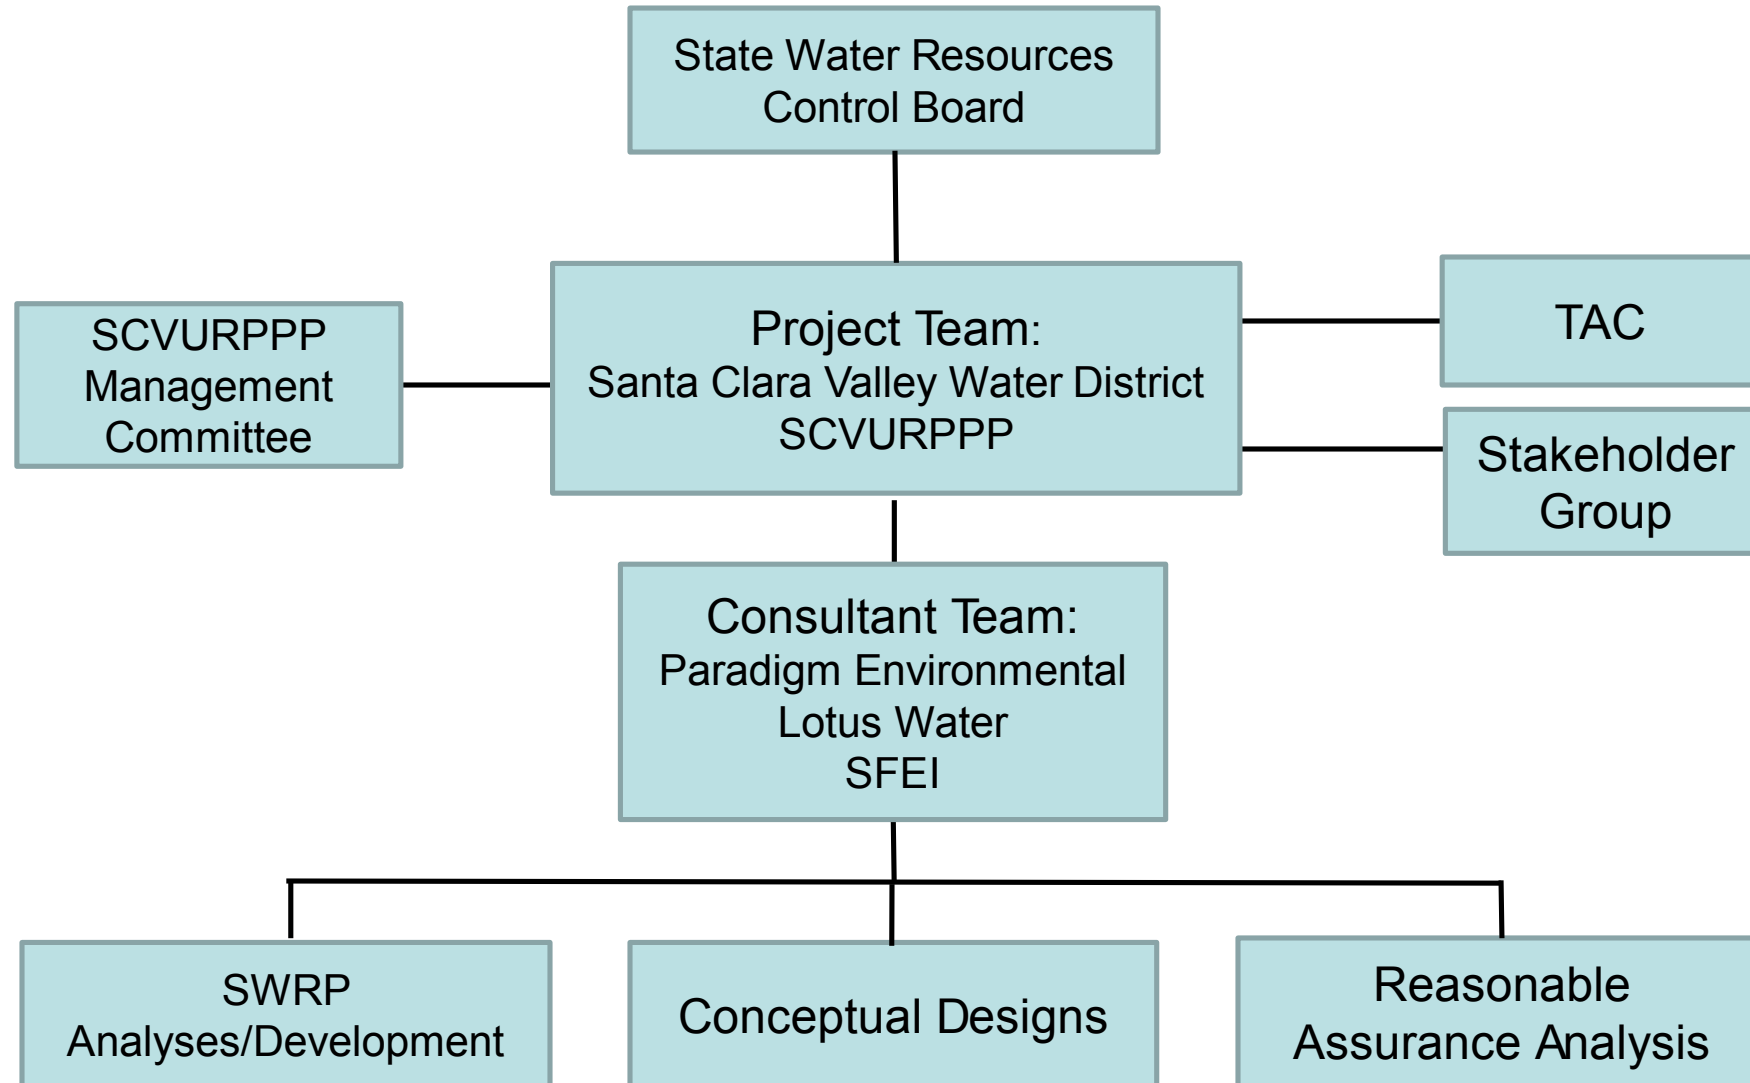 State Water Resources
Control Board
SCVURPPP
Management
Committee
Project Team:
Santa Clara Valley Water District
SCVURPPP
TAC
Stakeholder
Group
Consultant Team:
Paradigm Environmental
Lotus Water
SFEI
SWRP
Analyses/Development
Conceptual Designs
Reasonable
Assurance Analysis